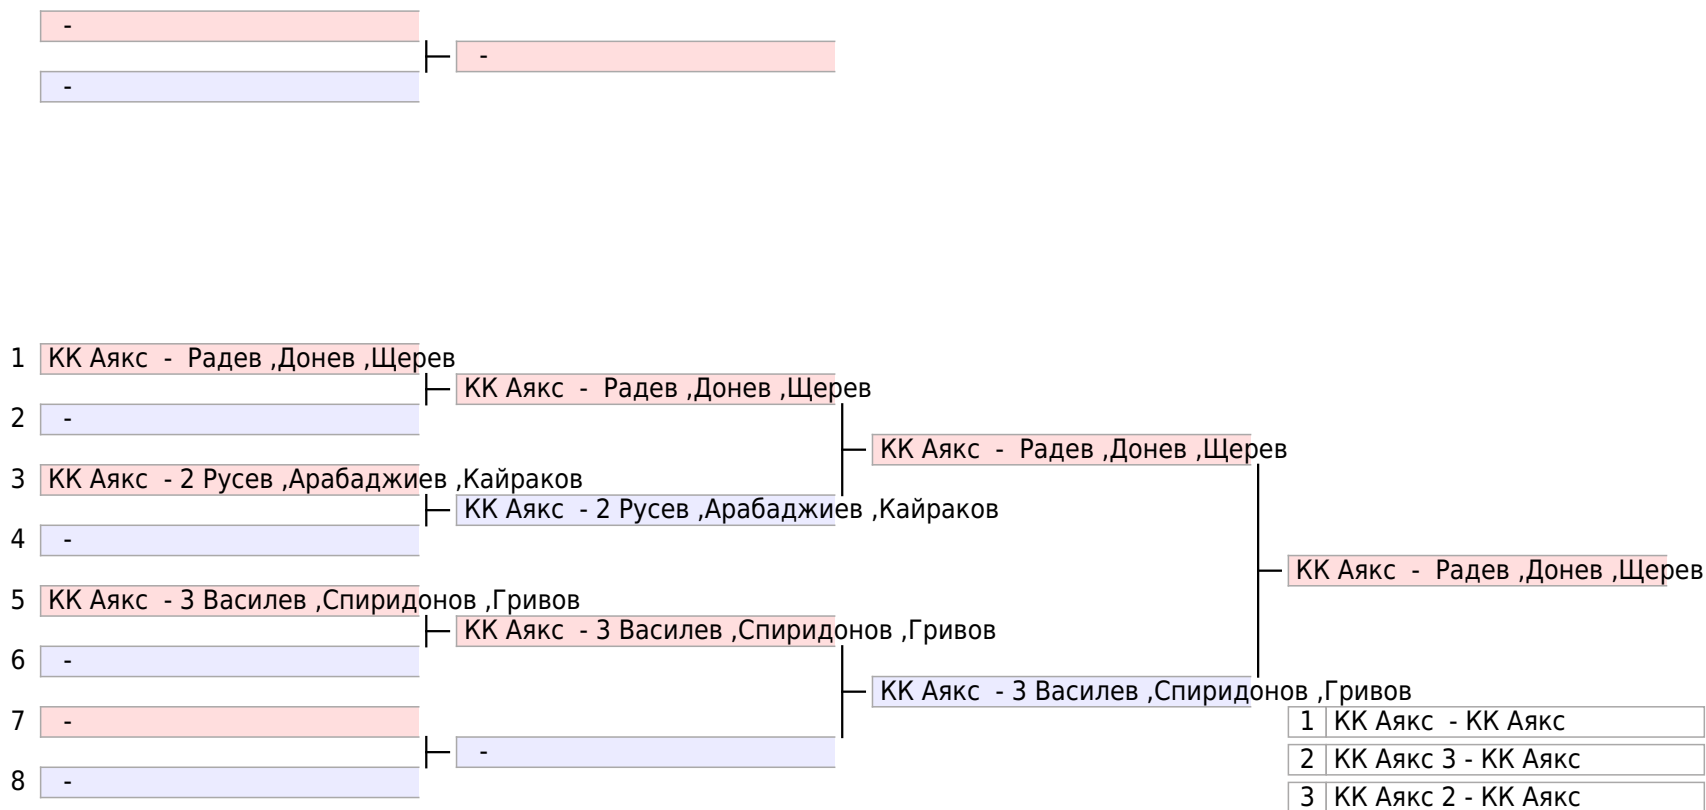 -
-
-
1 КК Аякс - Радев ,Донев ,Щерев
КК Аякс - Радев ,Донев ,Щерев
2 -
КК Аякс - Радев ,Донев ,Щерев
3 КК Аякс - 2 Русев ,Арабаджиев ,Кайраков
КК Аякс - 2 Русев ,Арабаджиев ,Кайраков
4 -
КК Аякс - Радев ,Донев ,Щерев
5 КК Аякс - 3 Василев ,Спиридонов ,Гривов
КК Аякс - 3 Василев ,Спиридонов ,Гривов
6 -
КК Аякс - 3 Василев ,Спиридонов ,Гривов
7 -
1 КК Аякс - КК Аякс
-
2 КК Аякс 3 - КК Аякс
8 -
3 КК Аякс 2 - КК Аякс